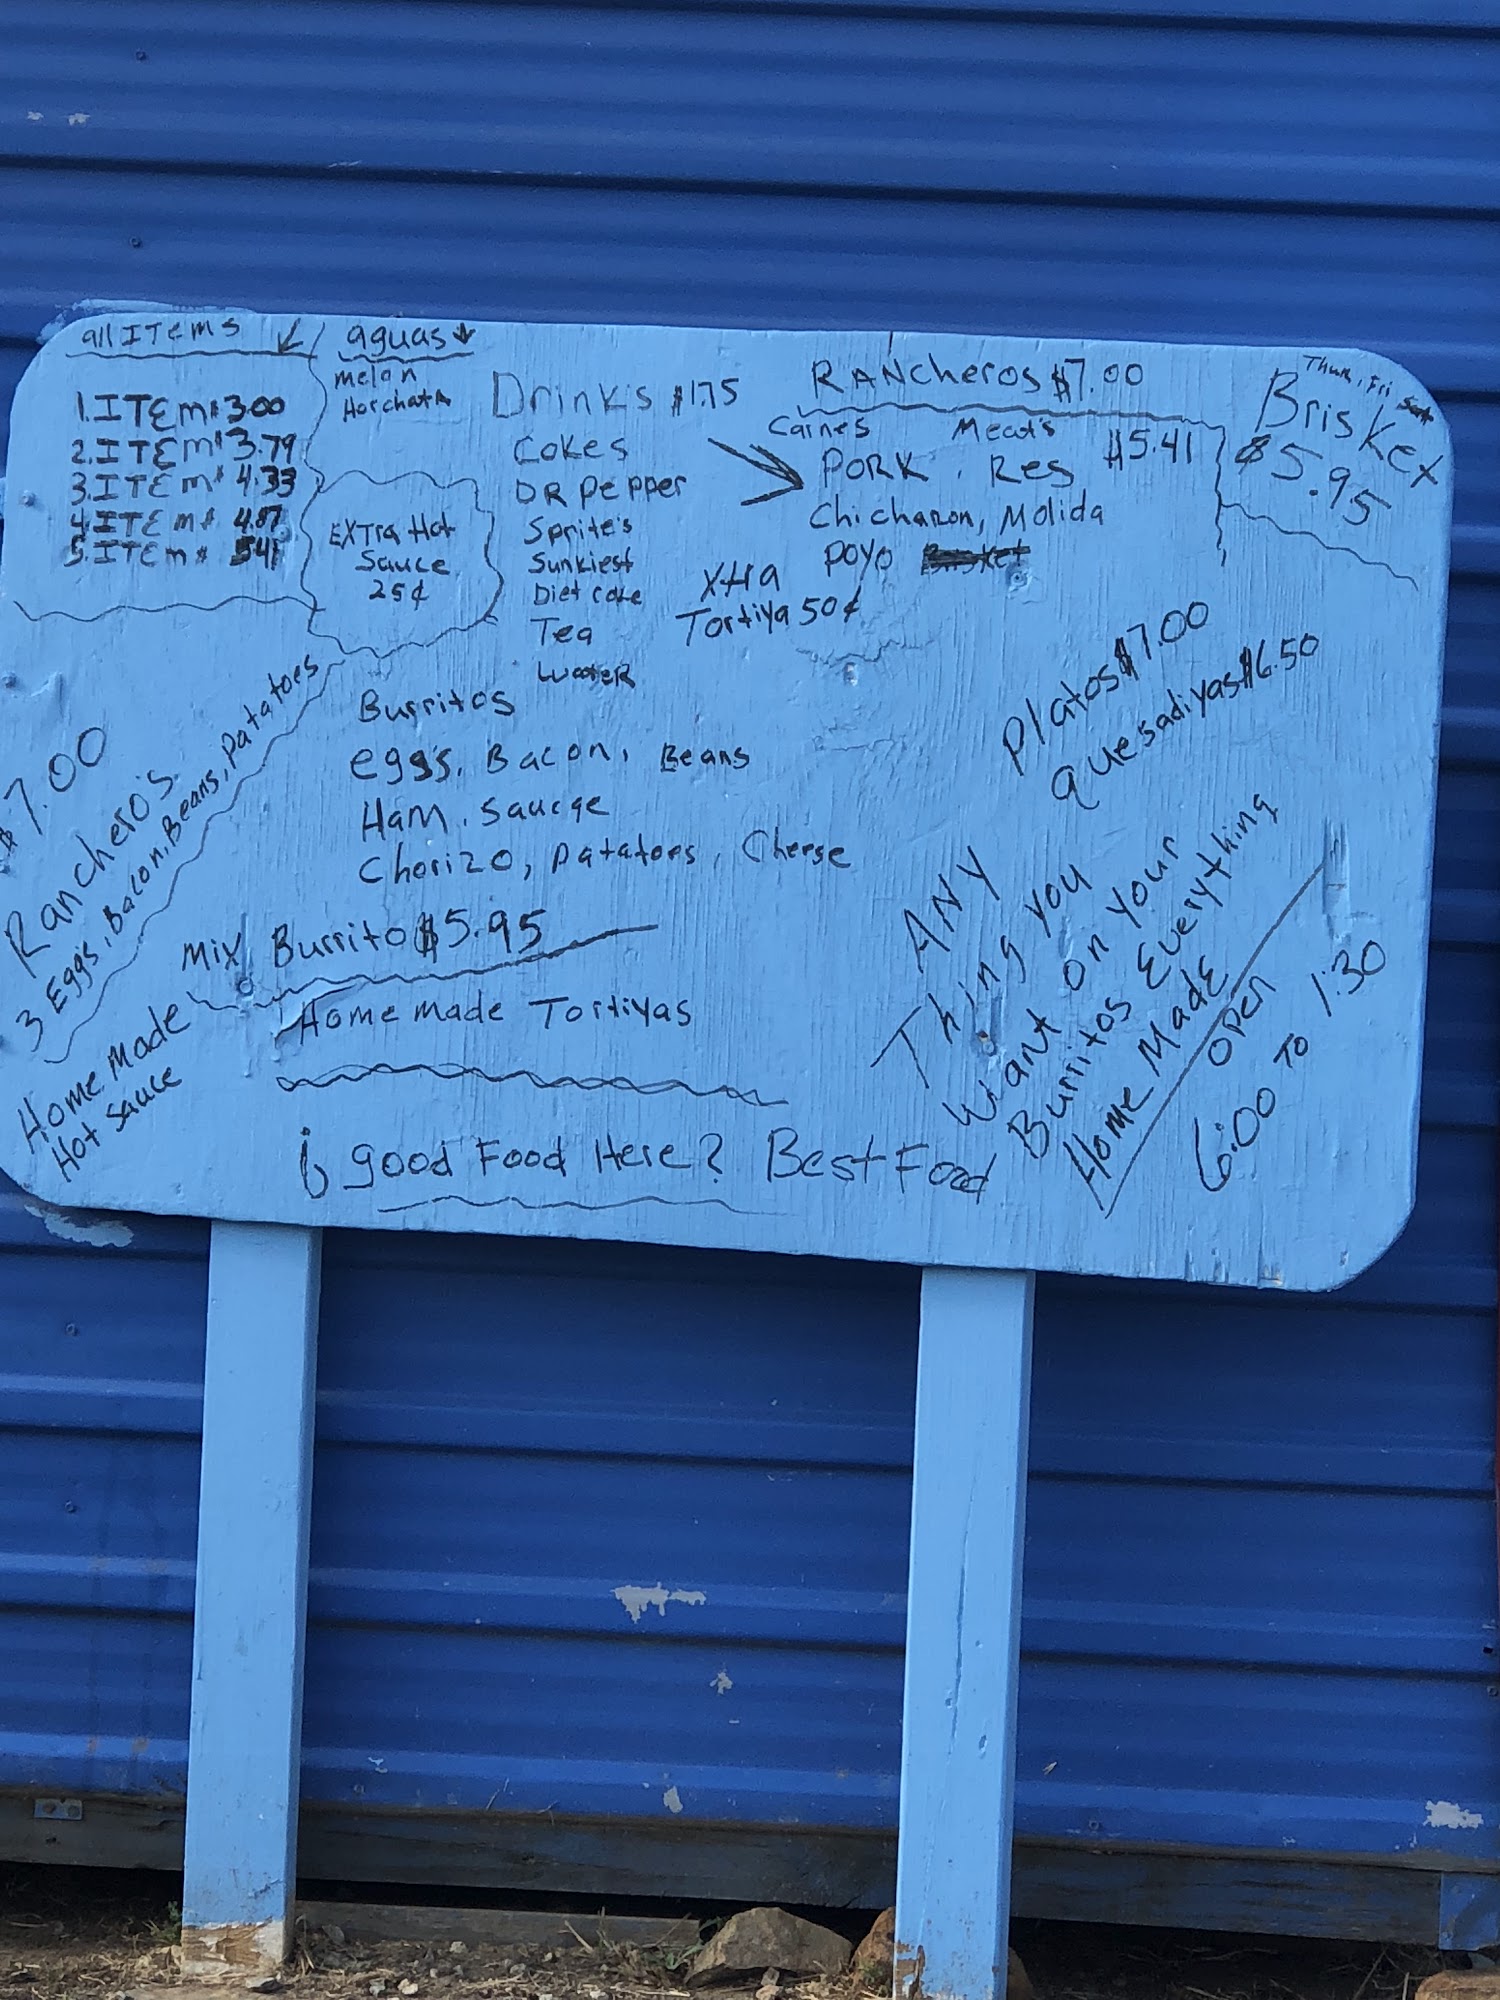 all ITEMS
1. ITEM $ 3.00
2. ITEM $ 3.79
3. ITEM $ 4.33
4. ITEM $ 4.87
5. ITEM $ 5.41
aguas
melon
Horchata
EXTra Hot
Sauce
25¢
Drink's $1.75
Cokes
DR Pepper
Sprite's
Sunkiest
Diet coke
Tea
Water
XtRa
Tortiya 50¢
RANcheros $7.00
Carnes Meat's
PORK . Res $5.41
Chicharon, Molida
Poyo
Thur, Fri
Brisket
$5.95
Platos $7.00
quesadiyas $6.50
Burritos
eggs, Bacon, Beans
Ham, Saucge
Chorizo, Patatoes, Cheese
Mix Burrito $5.95
Home made Tortiyas
$7.00
Ranchero's
3 Eggs, Bacon, Beans, Patatoes
Home Made
Hot Sauce
ANY
Thing you
Want on Your
Burritos Everything
Home Made
open
6:00 To 1:30
¿ good Food Here? Best Food